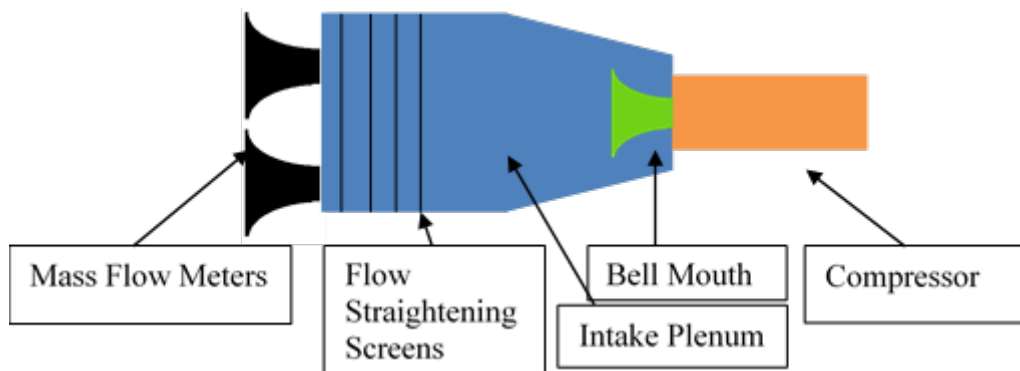 Mass Flow Meters
Flow
Straightening
Screens
Bell Mouth
Intake Plenum
Compressor